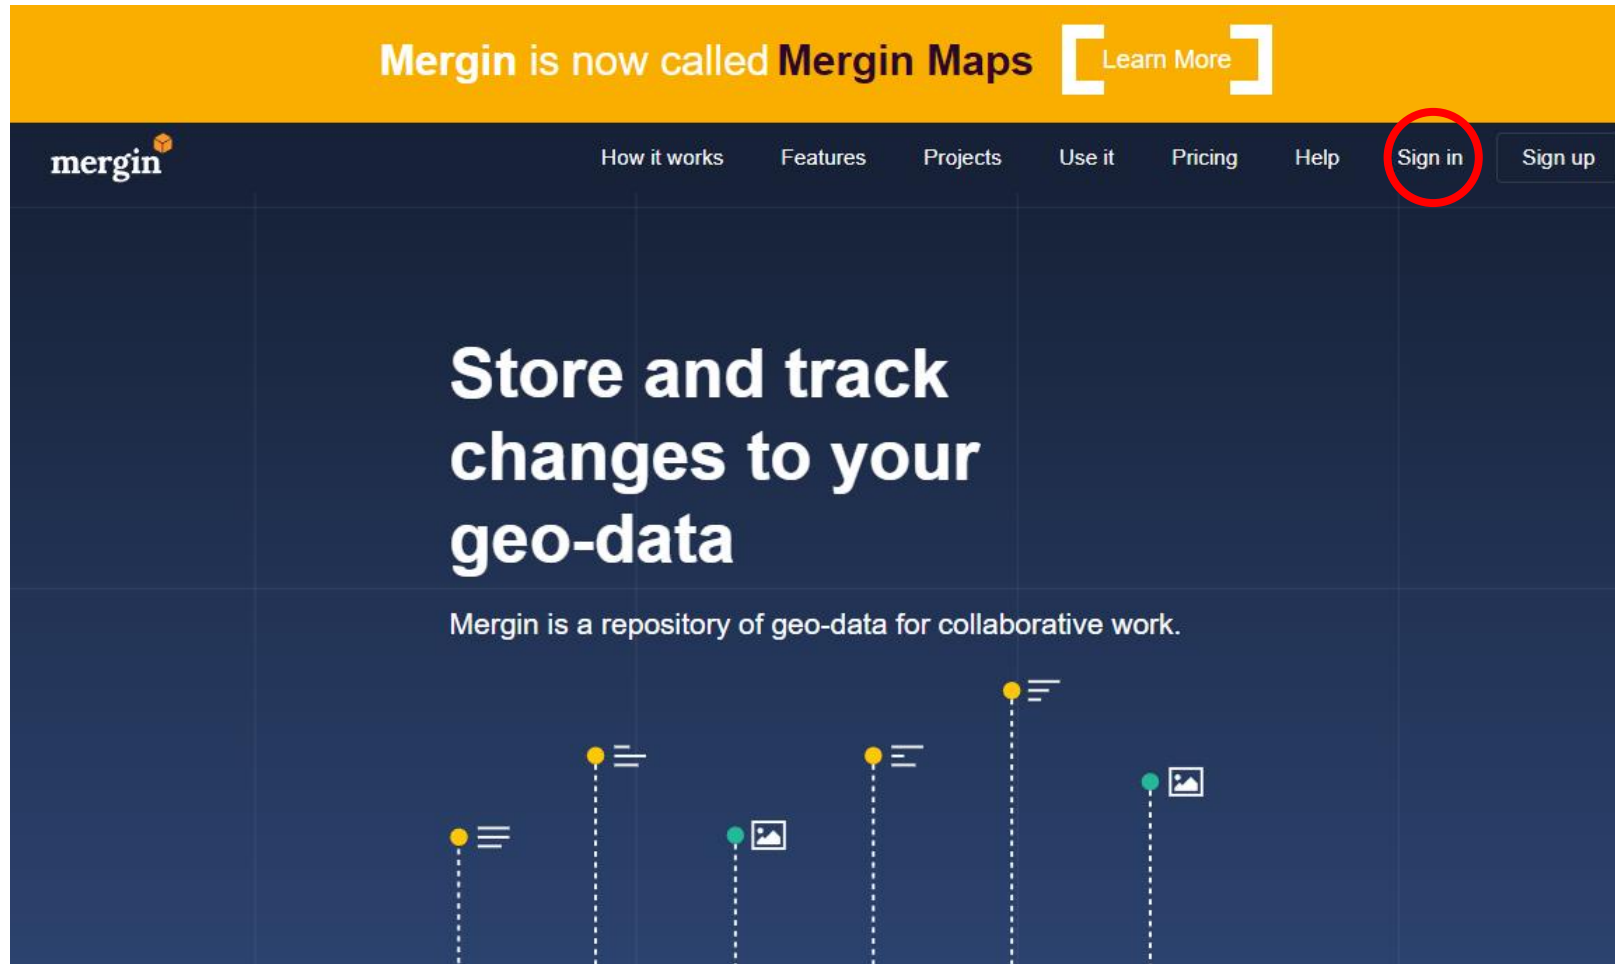 Mergin is now called Mergin Maps Learn More
mergin How it works Features Projects Use it Pricing Help Sign in Sign up
Store and track
changes to your
geo-data
Mergin is a repository of geo-data for collaborative work.